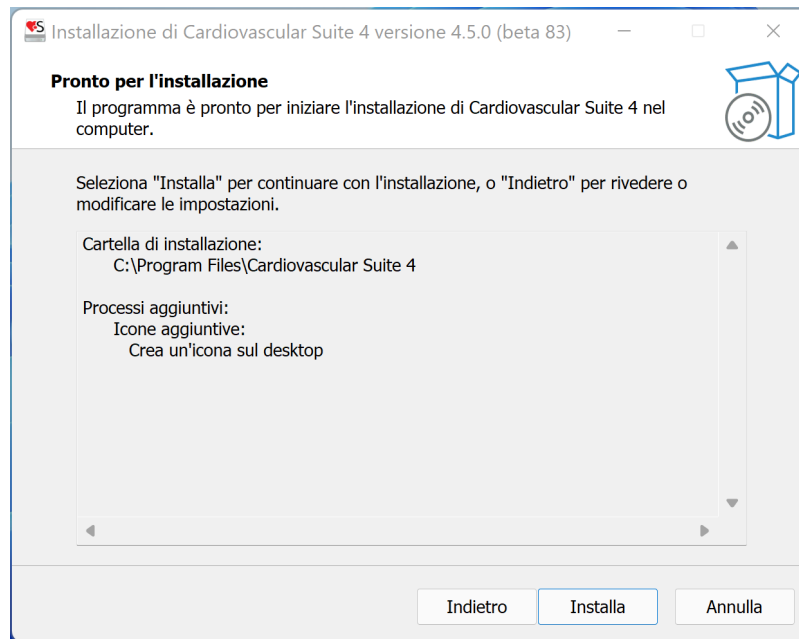 Installazione di Cardiovascular Suite 4 versione 4.5.0 (beta 83)
Pronto per l'installazione
Il programma è pronto per iniziare l'installazione di Cardiovascular Suite 4 nel
computer.
Seleziona "Installa" per continuare con l'installazione, o "Indietro" per rivedere o
modificare le impostazioni.
Cartella di installazione:
C:\Program Files\Cardiovascular Suite 4
Processi aggiuntivi:
Icone aggiuntive:
Crea un'icona sul desktop
Indietro
Installa
Annulla